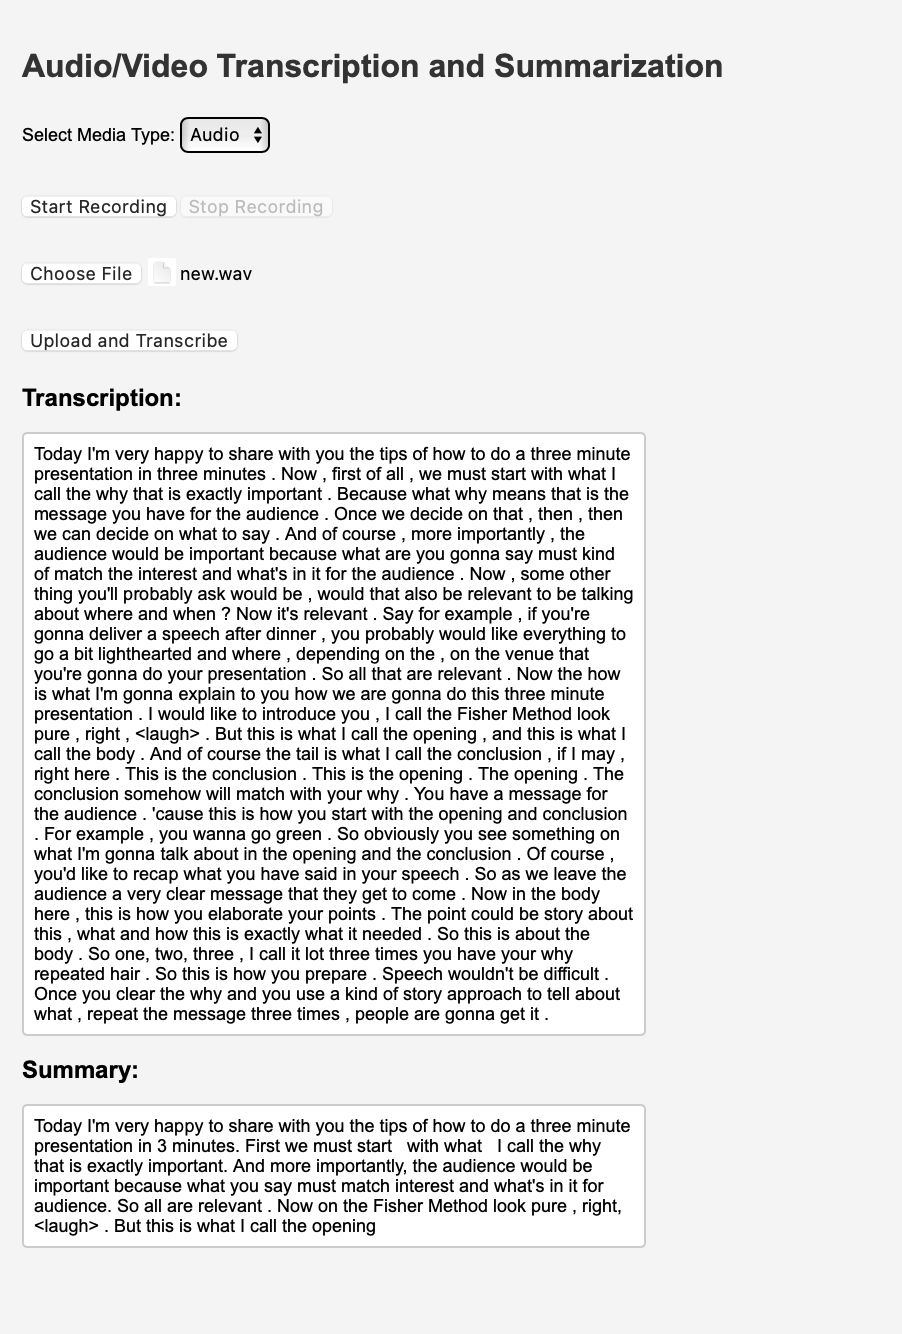 Audio/Video Transcription and Summarization
Select Media Type: Audio
Start Recording Stop Recording
Choose File new.wav
Upload and Transcribe
Transcription:
Today I'm very happy to share with you the tips of how to do a three minute
presentation in three minutes . Now , first of all , we must start with what I
call the why that is exactly important . Because what why means that is the
message you have for the audience . Once we decide on that , then , then
we can decide on what to say . And of course , more importantly , the
audience would be important because what are you gonna say must kind
of match the interest and what's in it for the audience . Now , some other
thing you'll probably ask would be , would that also be relevant to be talking
about where and when ? Now it's relevant . Say for example , if you're
gonna deliver a speech after dinner , you probably would like everything to
go a bit lighthearted and where , depending on the , on the venue that
you're gonna do your presentation . So all that are relevant . Now the how
is what I'm gonna explain to you how we are gonna do this three minute
presentation . I would like to introduce you , I call the Fisher Method look
pure , right , <laugh> . But this is what I call the opening , and this is what I
call the body . And of course the tail is what I call the conclusion , if I may ,
right here . This is the conclusion . This is the opening . The opening . The
conclusion somehow will match with your why . You have a message for
the audience . 'cause this is how you start with the opening and conclusion
. For example , you wanna go green . So obviously you see something on
what I'm gonna talk about in the opening and the conclusion . Of course ,
you'd like to recap what you have said in your speech . So as we leave the
audience a very clear message that they get to come . Now in the body
here , this is how you elaborate your points . The point could be story about
this , what and how this is exactly what it needed . So this is about the
body . So one, two, three , I call it lot three times you have your why
repeated hair . So this is how you prepare . Speech wouldn't be difficult .
Once you clear the why and you use a kind of story approach to tell about
what , repeat the message three times , people are gonna get it .
Summary:
Today I'm very happy to share with you the tips of how to do a three minute
presentation in 3 minutes. First we must start   with what   I call the why
that is exactly important. And more importantly, the audience would be
important because what you say must match interest and what's in it for
audience. So all are relevant . Now on the Fisher Method look pure , right,
<laugh> . But this is what I call the opening